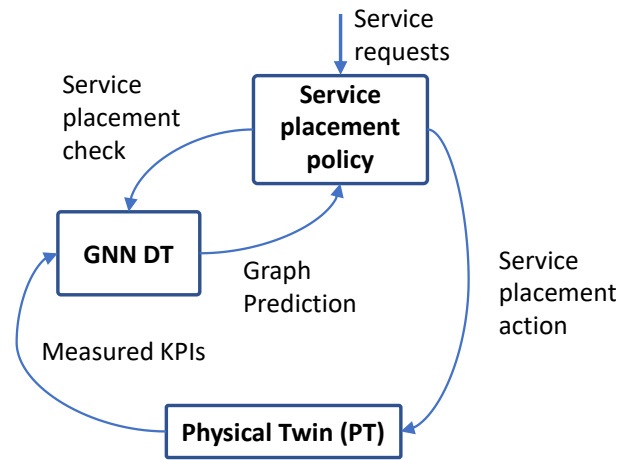 Service
requests
Service
placement
check
Service
placement
policy
GNN DT
Graph
Prediction
Service
placement
action
Measured KPIs
Physical Twin (PT)